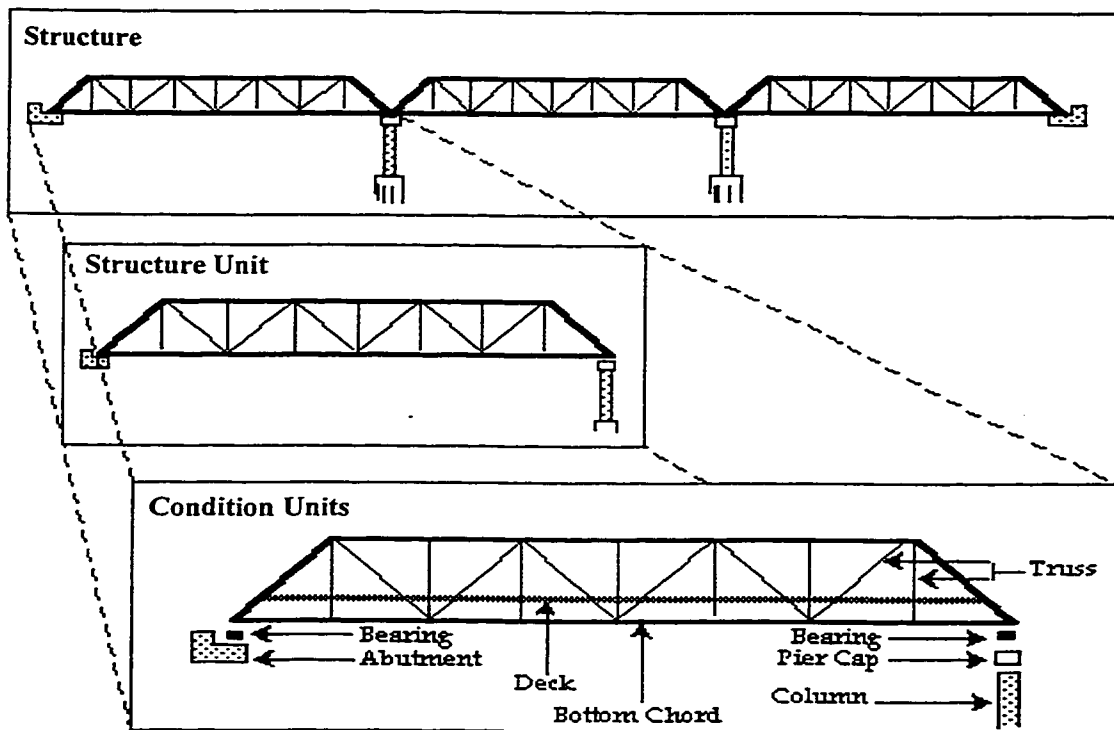 Structure
Structure Unit
Condition Units
Truss
Bearing
Abutment
Deck
Bottom Chord
Bearing
Pier Cap
Column